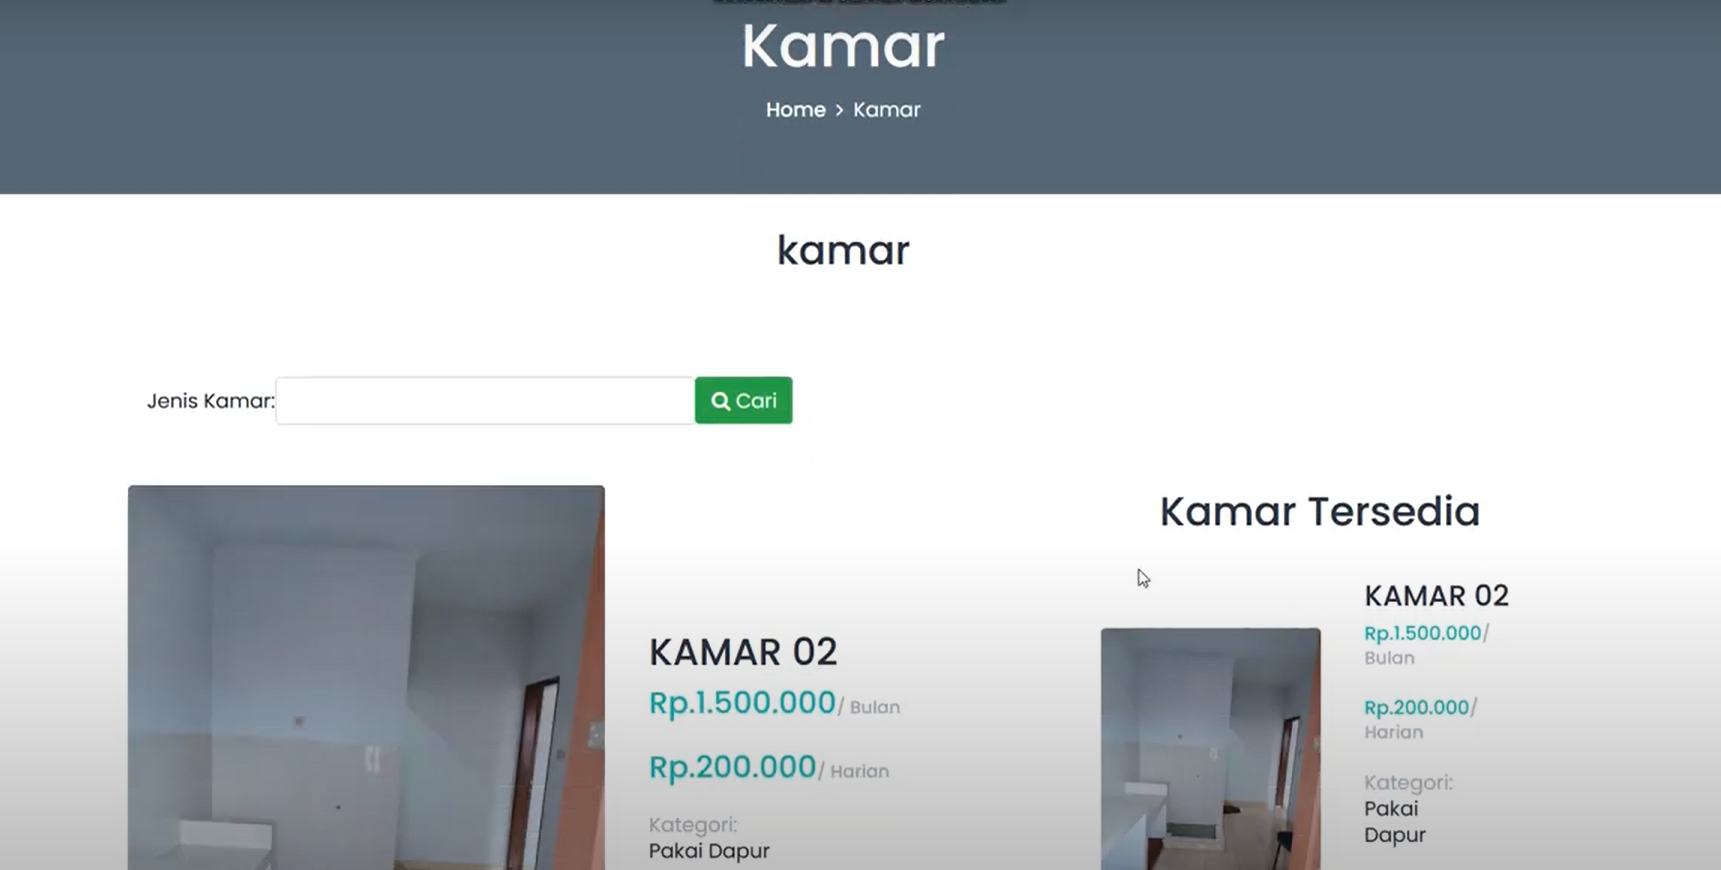 Kamar
Home > Kamar
kamar
Jenis Kamar:
Cari
KAMAR 02
Rp.1.500.000/ Bulan
Rp.200.000/ Harian
Kategori:
Pakai Dapur
Kamar Tersedia
KAMAR 02
Rp.1.500.000/
Bulan
Rp.200.000/
Harian
Kategori:
Pakai
Dapur